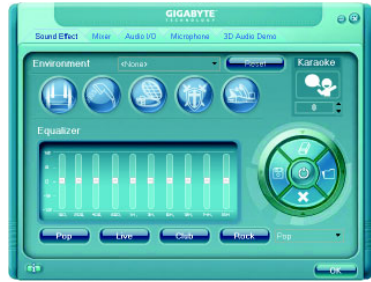 GIGABYTE
TECHNOLOGY
Sound Effect Mixer Audio I/O Microphone 3D Audio Demo
Environment <None> Reset Karaoke
0
Equalizer
Pop Live Club Rock Pop
OK